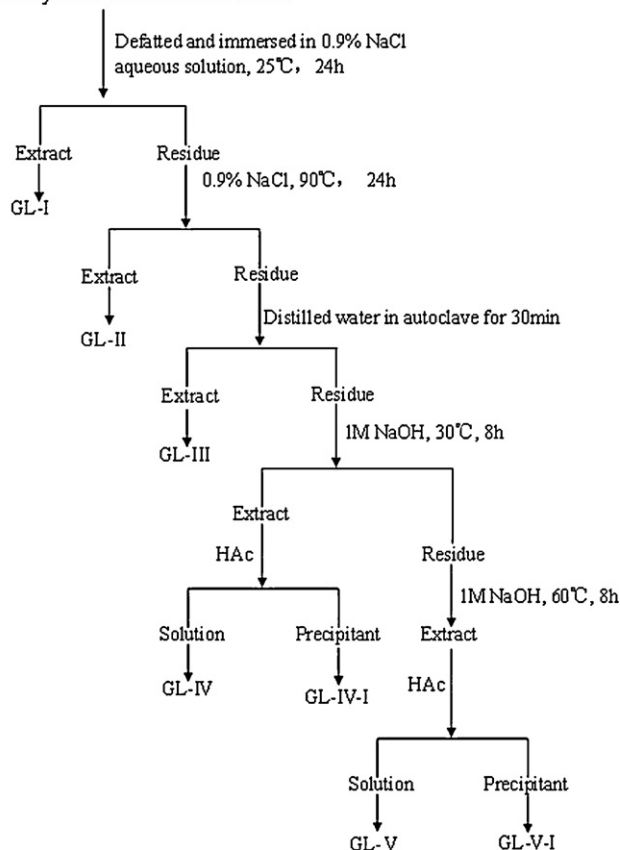 Defatted and immersed in 0.9% NaCl
aqueous solution, 25℃, 24h
Extract
Residue
0.9% NaCl, 90℃, 24h
GL-I
Extract
Residue
Distilled water in autoclave for 30min
GL-II
Extract
Residue
1M NaOH, 30℃, 8h
GL-III
Extract
HAc
Residue
1M NaOH, 60℃, 8h
Solution
Precipitant
Extract
GL-IV
GL-IV-I
HAc
Solution
Precipitant
GL-V
GL-V-I